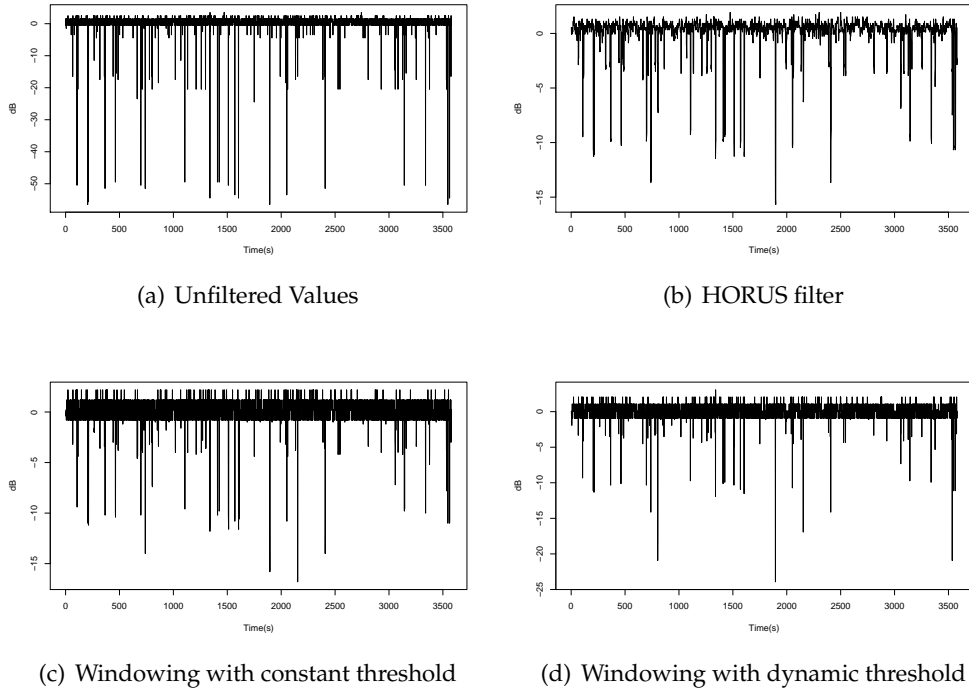 0
−10
−20
−30
−40
−50
dB
0 500 1000 1500 2000 2500 3000 3500
Time(s)
(a) Unfiltered Values
0
−5
−10
−15
dB
0 500 1000 1500 2000 2500 3000 3500
Time(s)
(b) HORUS filter
0
−5
−10
−15
dB
0 500 1000 1500 2000 2500 3000 3500
Time(s)
(c) Windowing with constant threshold
0
−5
−10
−15
−20
−25
dB
0 500 1000 1500 2000 2500 3000 3500
Time(s)
(d) Windowing with dynamic threshold